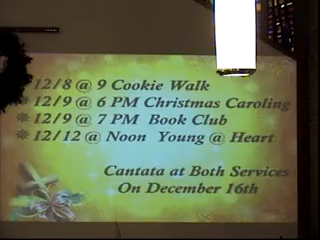 12/8 @ 9 Cookie Walk
12/9 @ 6 PM Christmas Caroling
12/9 @ 7 PM Book Club
12/12 @ Noon Young @ Heart
Cantata at Both Services
On December 16th